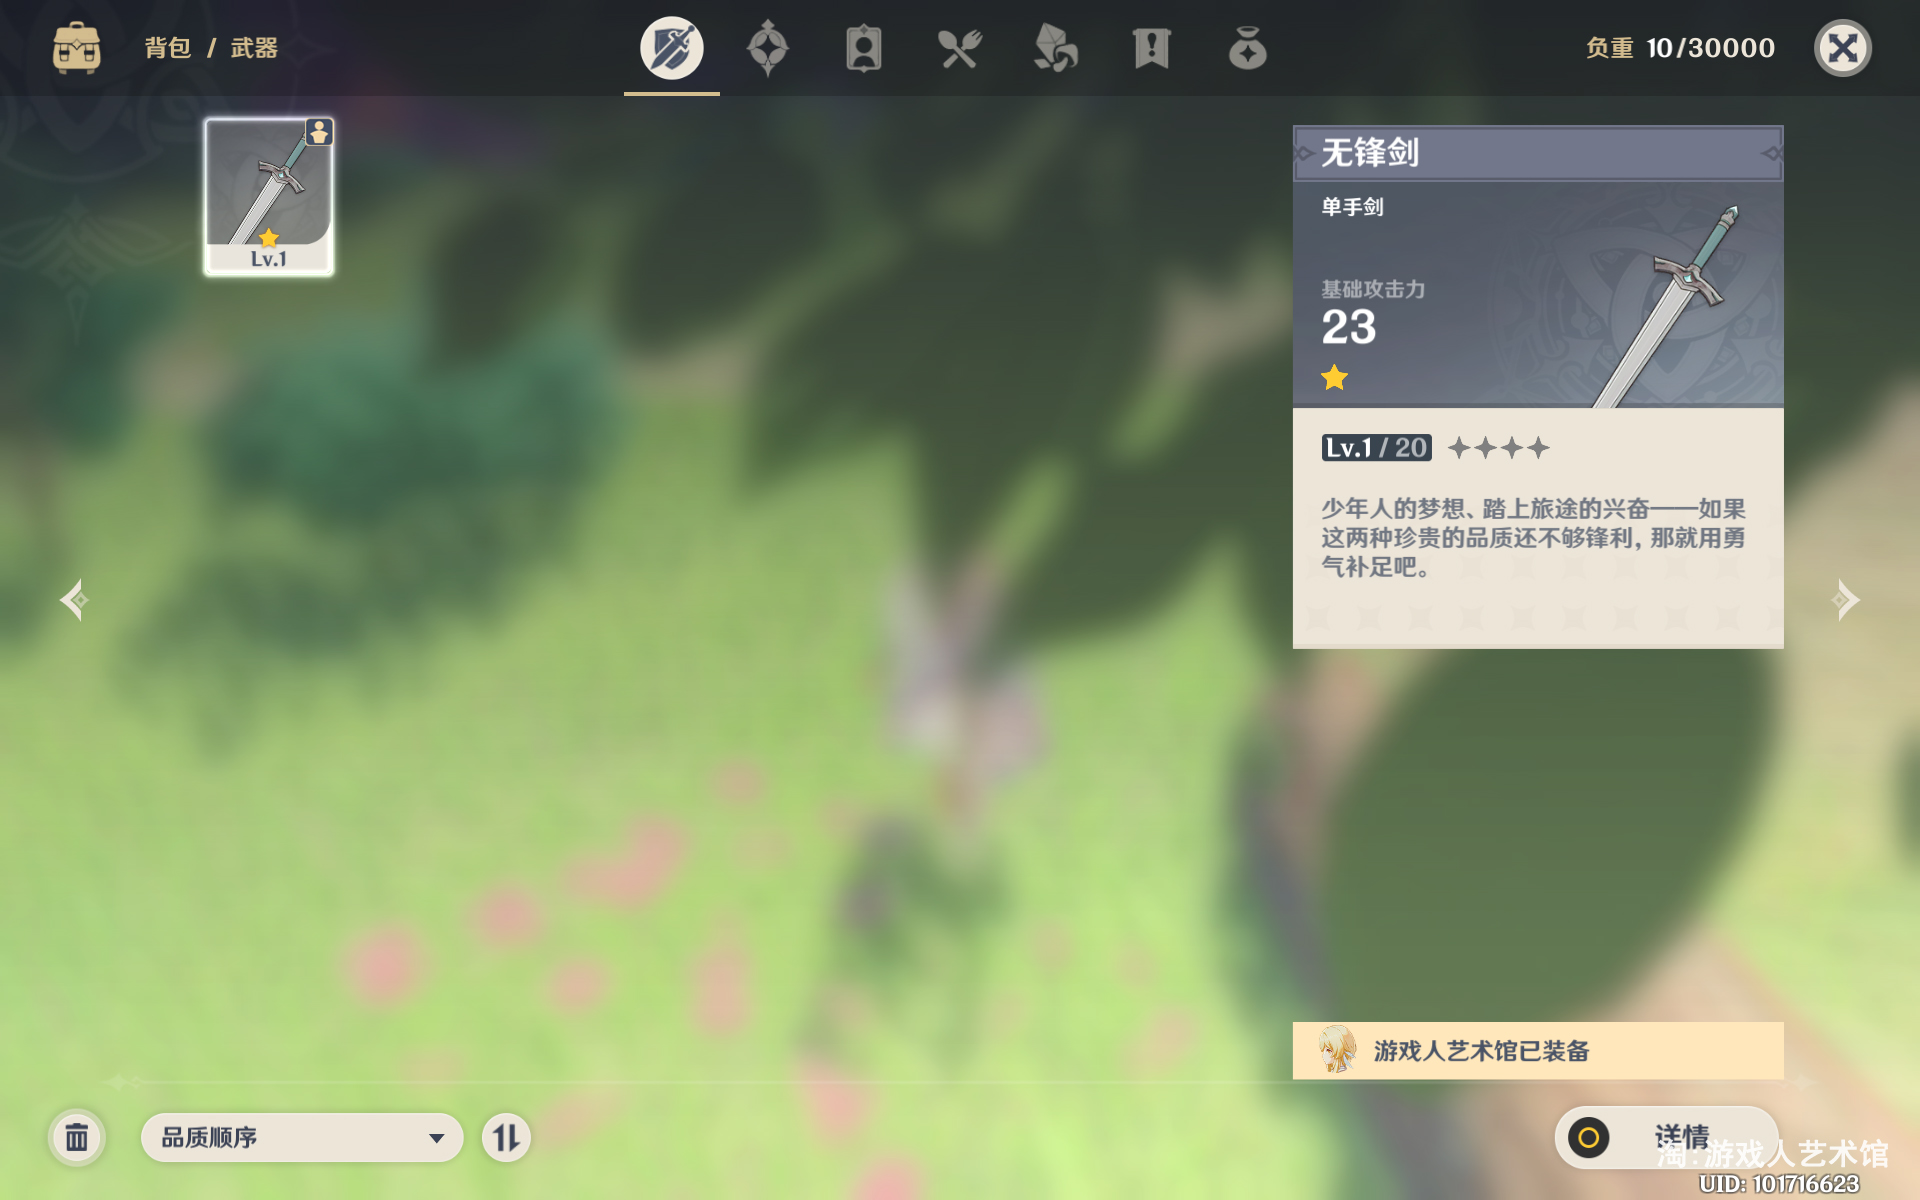 背包 / 武器
负重 10/30000
Lv.1
无锋剑
单手剑
基础攻击力
23
Lv.1 / 20
少年人的梦想、踏上旅途的兴奋——如果
这两种珍贵的品质还不够锋利，那就用勇
气补足吧。
游戏人艺术馆已装备
品质顺序
详情
淘:游戏人艺术馆
UID: 101716623